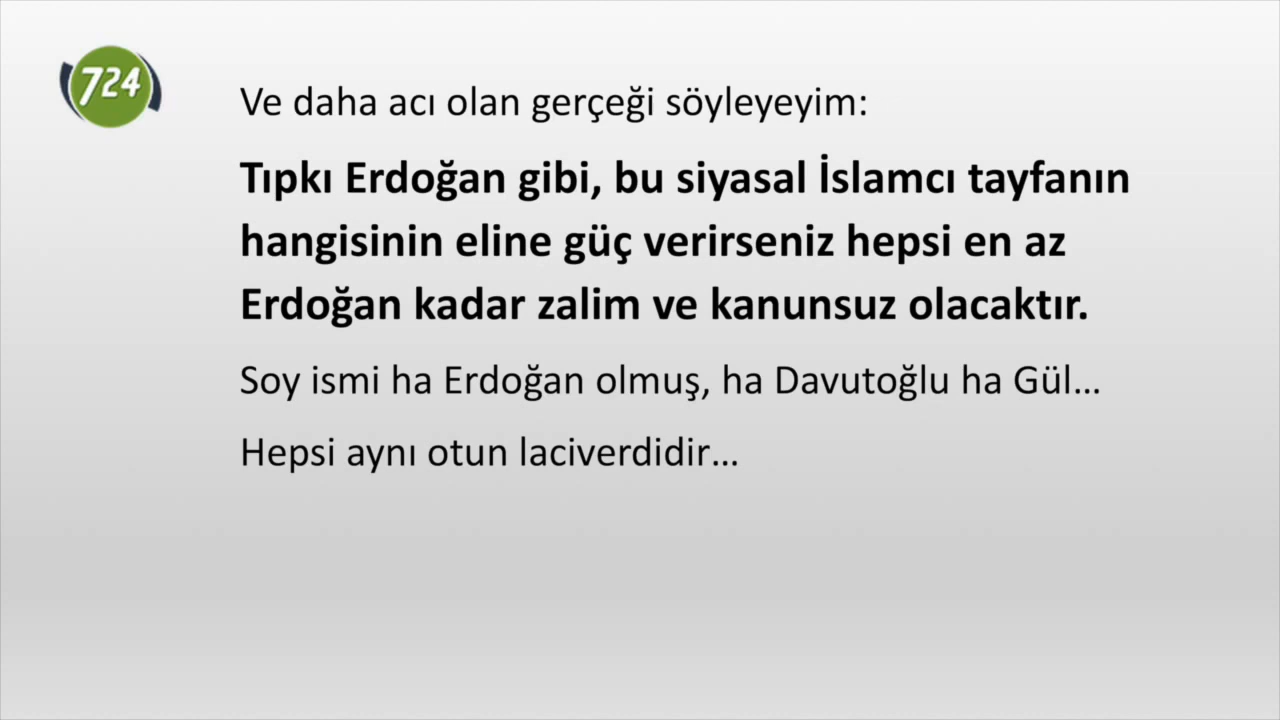 724
Ve daha acı olan gerçeği söyleyeyim:
Tıpkı Erdoğan gibi, bu siyasal İslamcı tayfanın
hangisinin eline güç verirseniz hepsi en az
Erdoğan kadar zalim ve kanunsuz olacaktır.
Soy ismi ha Erdoğan olmuş, ha Davutoğlu ha Gül…
Hepsi aynı otun laciverdidir…